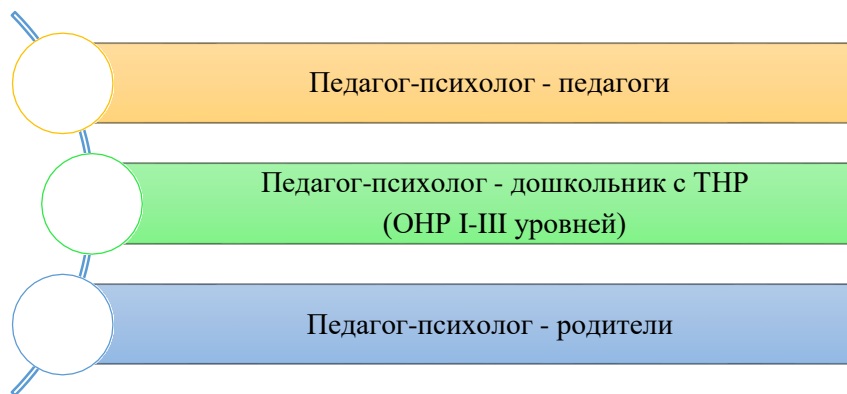 Педагог-психолог - педагоги
Педагог-психолог - дошкольник с ТНР
(ОНР I-III уровней)
Педагог-психолог - родители